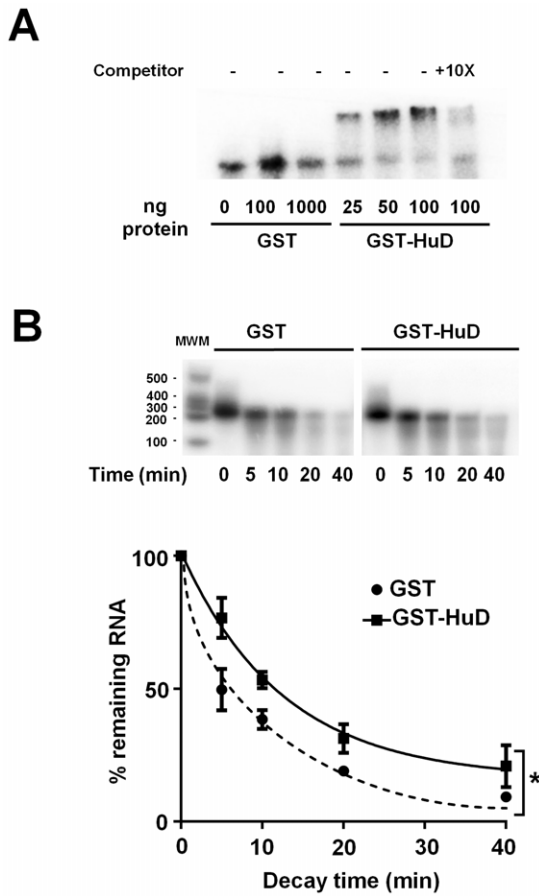 A
Competitor - - - - - - +10X
ng protein 0 100 1000 25 50 100 100
GST GST-HuD
B
MWM GST GST-HuD
500 -
400 -
300 -
200 -
100 -
Time (min) 0 5 10 20 40 0 5 10 20 40
% remaining RNA
100
50
0
GST
GST-HuD
*
0 10 20 30 40
Decay time (min)